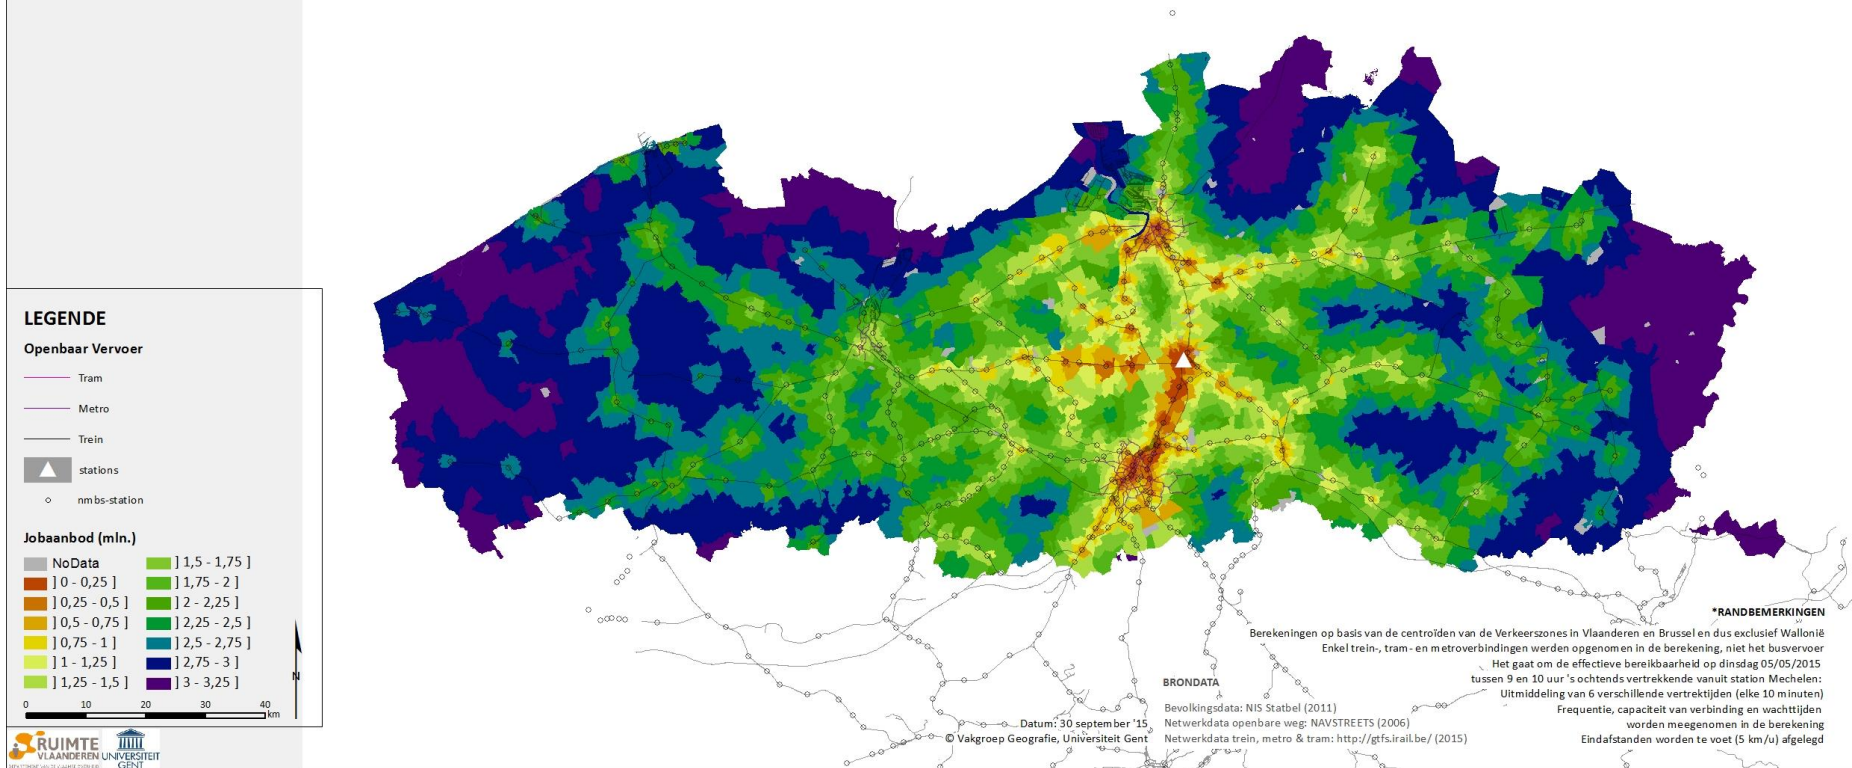 LEGENDE
Openbaar Vervoer
Tram
Metro
Trein
stations
nmbs-station
Jobaanbod (mln.)
NoData
] 0 - 0,25 ]
] 0,25 - 0,5 ]
] 0,5 - 0,75 ]
] 0,75 - 1 ]
] 1 - 1,25 ]
] 1,25 - 1,5 ]
] 1,5 - 1,75 ]
] 1,75 - 2 ]
] 2 - 2,25 ]
] 2,25 - 2,5 ]
] 2,5 - 2,75 ]
] 2,75 - 3 ]
] 3 - 3,25 ]
N
0 10 20 30 40
km
RUIMTE
VLAANDEREN
UNIVERSITEIT
GENT
Datum: 30 september '15
© Vakgroep Geografie, Universiteit Gent
BRONDATA
Bevolkingsdata: NIS Statbel (2011)
Netwerkdata openbare weg: NAVSTREETS (2006)
Netwerkdata trein, metro & tram: http://gtfs.irail.be/ (2015)
*RANDBEMERKINGEN
Berekeningen op basis van de centroïden van de Verkeerszones in Vlaanderen en Brussel en dus exclusief Wallonië
Enkel trein-, tram- en metroverbindingen werden opgenomen in de berekening, niet het busvervoer
Het gaat om de effectieve bereikbaarheid op dinsdag 05/05/2015
tussen 9 en 10 uur 's ochtends vertrekkende vanuit station Mechelen:
Uitmiddeling van 6 verschillende vertrektijden (elke 10 minuten)
Frequentie, capaciteit van verbinding en wachttijden
worden meegenomen in de berekening
Eindafstanden worden te voet (5 km/u) afgelegd